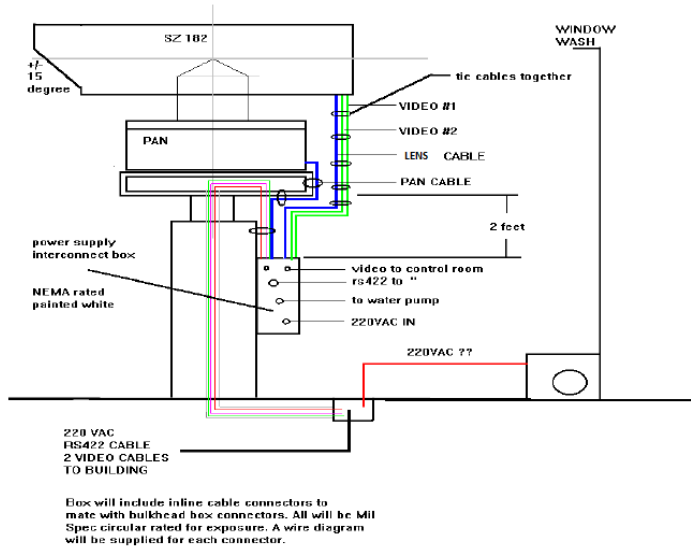 SZ 182
WINDOW
WASH
+/-
15
degree
tie cables together
VIDEO #1
VIDEO #2
PAN
LENS CABLE
PAN CABLE
2 feet
power supply
interconnect box
NEMA rated
painted white
video to control room
rs422 to "
to water pump
220VAC IN
220VAC ??
220 VAC
RS422 CABLE
2 VIDEO CABLES
TO BUILDING
Box will include inline cable connectors to
mate with bulkhead box connectors. All will be Mil
Spec circular rated for exposure. A wire diagram
will be supplied for each connector.